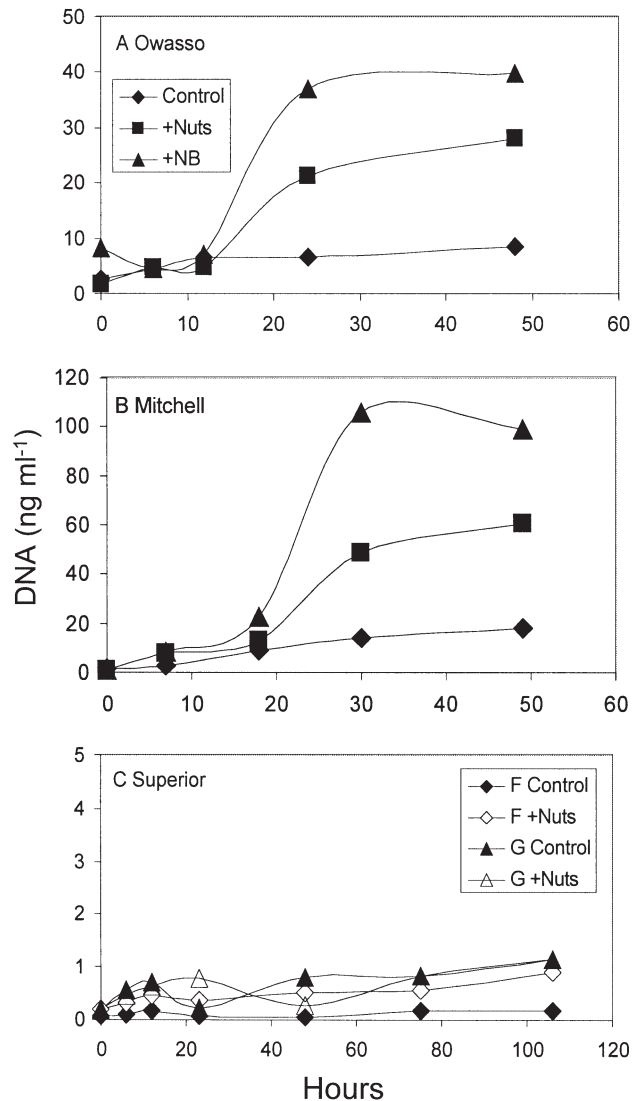 50
A Owasso
40
Control
+Nuts
30
+NB
20
10
0
0 10 20 30 40 50 60
120
B Mitchell
100
80
60
40
20
0
0 10 20 30 40 50 60
DNA (ng ml⁻¹)
5
C Superior
F Control
4
F +Nuts
G Control
3
G +Nuts
2
1
0
0 20 40 60 80 100 120
Hours